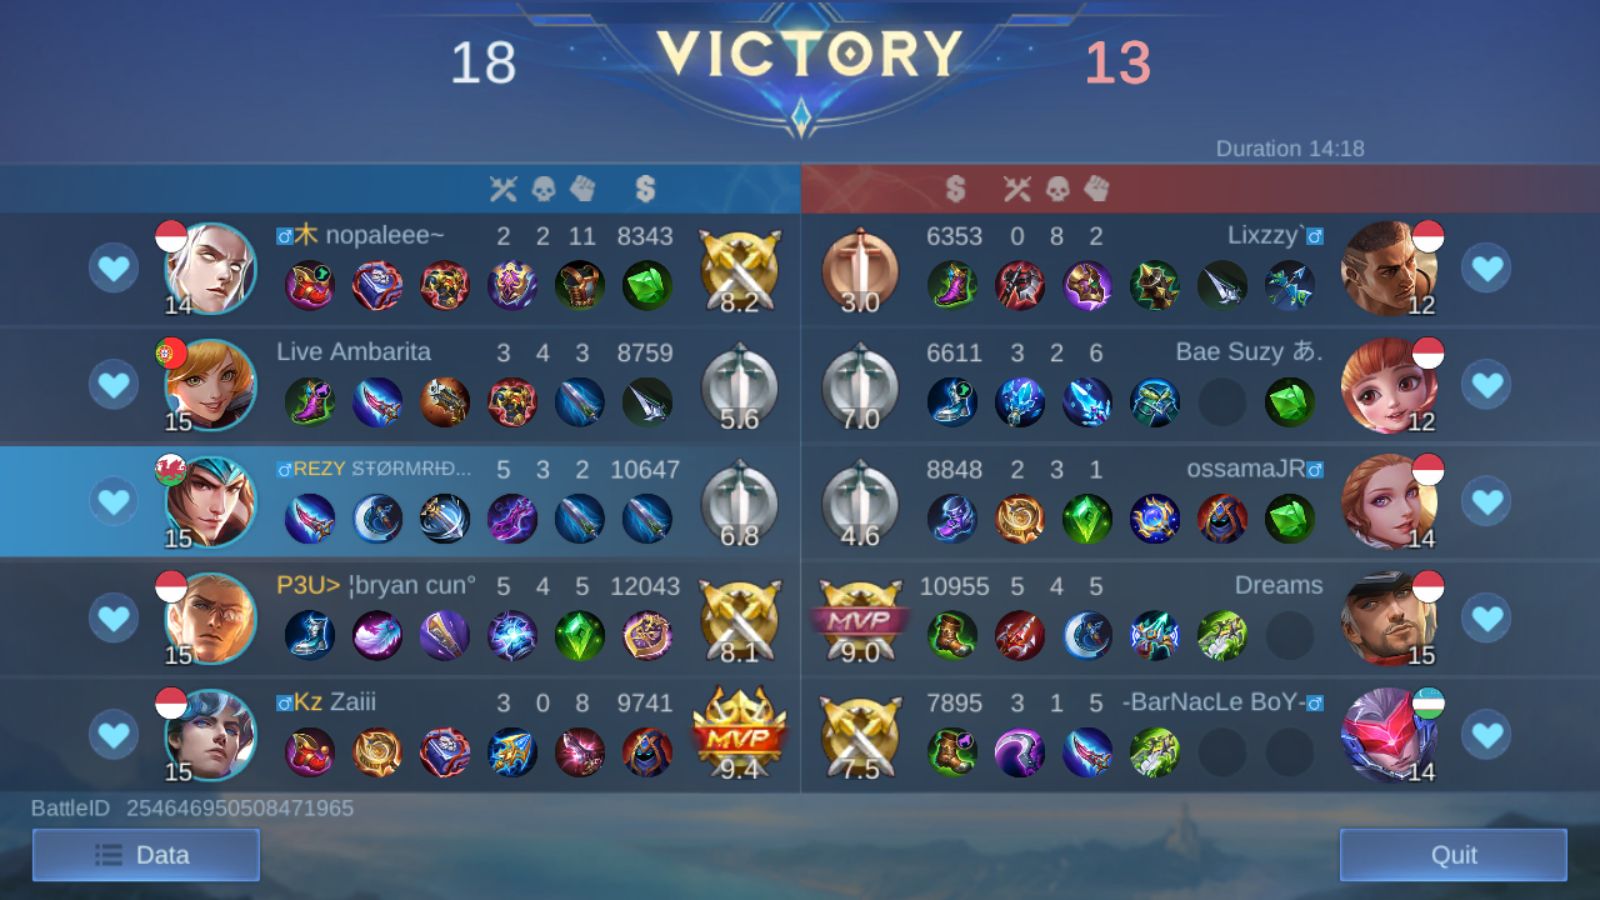 18 VICTORY 13
Duration 14:18
木 nopaleee~ 2 2 11 8343
14 8.2
6353 0 8 2 Lixzzy`
3.0 12
Live Ambarita 3 4 3 8759
15 5.6
6611 3 2 6 Bae Suzy あ.
7.0 12
REZY SŦØRMRłĐ... 5 3 2 10647
15 6.8
8848 2 3 1 ossamaJR
4.6 14
P3U> ¦bryan cun° 5 4 5 12043
15 8.1
10955 5 4 5 Dreams
MVP 9.0 15
Kz Zaiii 3 0 8 9741
15 MVP 9.4
7895 3 1 5 -BarNacLe BoY-
7.5 14
BattleID 254646950508471965
Data
Quit